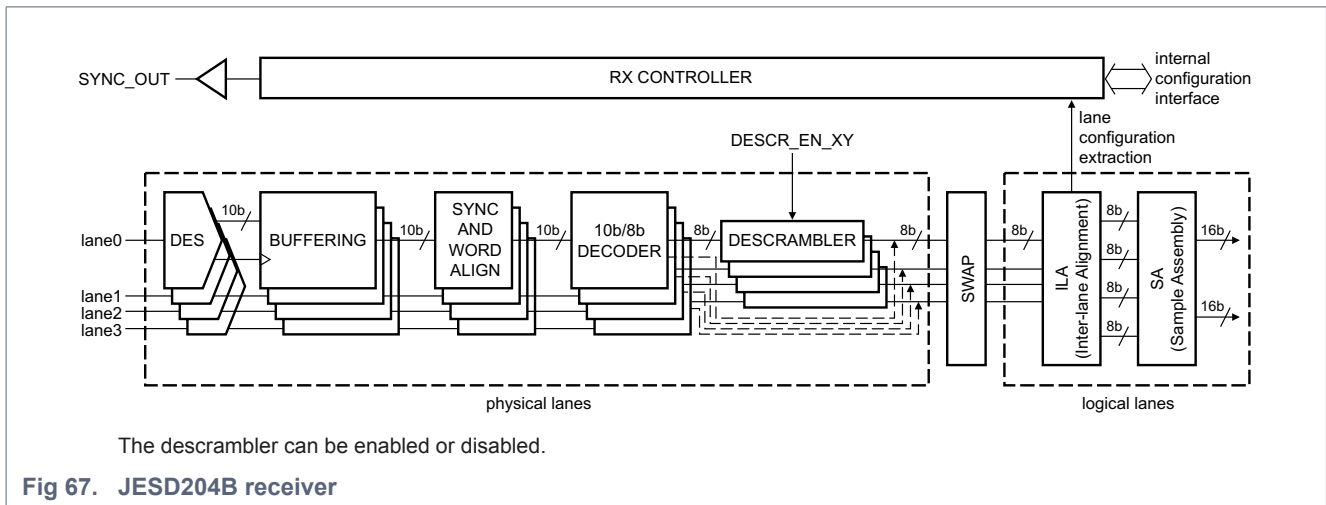 SYNC_OUT
RX CONTROLLER
internal
configuration
interface
lane
configuration
extraction
DESCR_EN_XY
lane0
lane1
lane2
lane3
DES
10b
BUFFERING
10b
SYNC
AND
WORD
ALIGN
10b
10b/8b
DECODER
8b
DESCRAMBLER
8b
SWAP
8b
ILA
(Inter-lane Alignment)
8b
8b
8b
8b
SA
(Sample Assembly)
16b
16b
physical lanes
logical lanes
The descrambler can be enabled or disabled.
Fig 67. JESD204B receiver